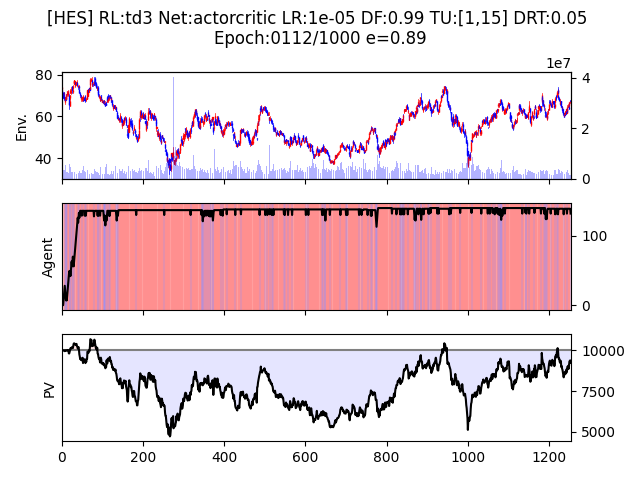 [HES] RL:td3 Net:actorcritic LR:1e-05 DF:0.99 TU:[1,15] DRT:0.05
Epoch:0112/1000 e=0.89
1e7
80
60
40
Env.
4
2
0
Agent
100
0
PV
10000
7500
5000
0 200 400 600 800 1000 1200